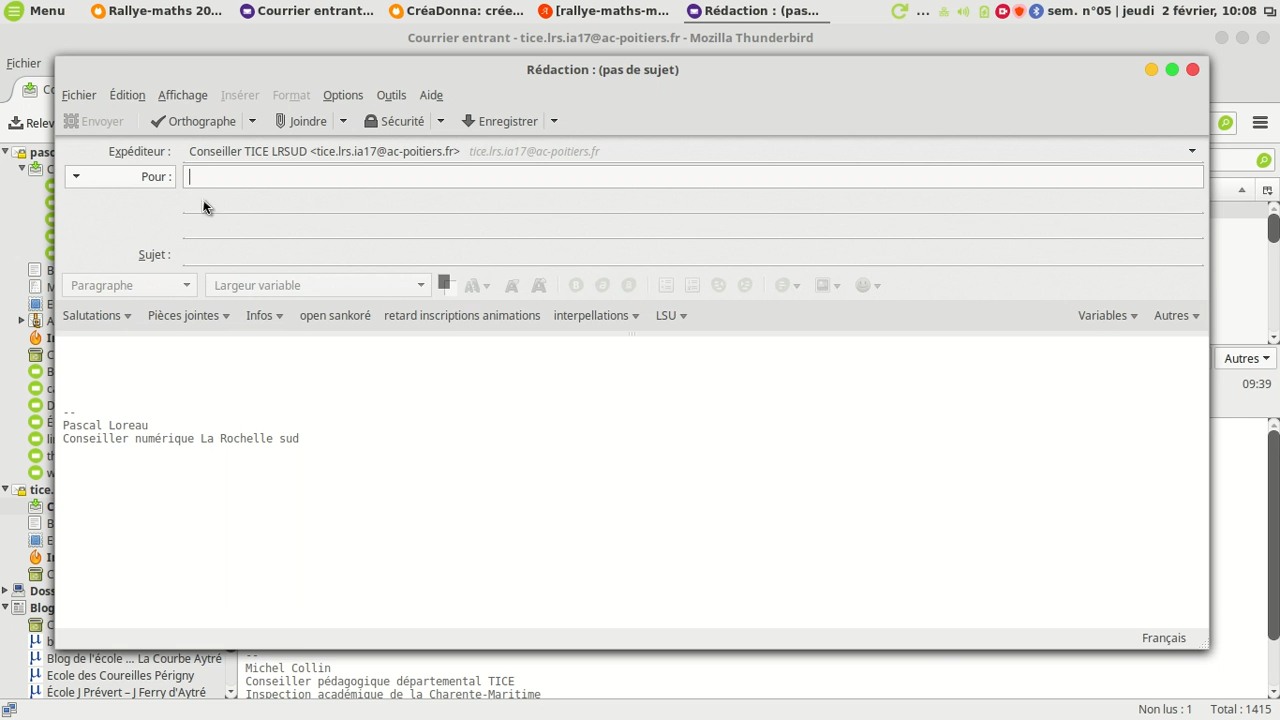 Menu
Rallye-maths 20...
Courrier entrant...
CréaDona: crée...
[rallye-maths-m...
Rédaction : (pas...
...
sem. n°05 | jeudi 2 février, 10:08
Courrier entrant - tice.lrs.ia17@ac-poitiers.fr - Mozilla Thunderbird
Fichier
Relev
Rédaction : (pas de sujet)
Fichier Édition Affichage Insérer Format Options Outils Aide
Envoyer Orthographe Joindre Sécurité Enregistrer
Expéditeur : Conseiller TICE LRSUD <tice.lrs.ia17@ac-poitiers.fr> tice.lrs.ia17@ac-poitiers.fr
Pour :
Sujet :
Paragraphe Largeur variable
Salutations Pièces jointes Infos open sankoré retard inscriptions animations interpellations LSU Variables Autres
--
Pascal Loreau
Conseiller numérique La Rochelle sud
Français
Autres
09:39
pasc
tice.
Doss
Blog
Blog de l'école ... La Courbe Aytré
Ecole des Coureilles Périgny
École J Prévert – J Ferry d'Aytré
--
Michel Collin
Conseiller pédagogique départemental TICE
Inspection académique de la Charente-Maritime
Non lus : 1 Total : 1415